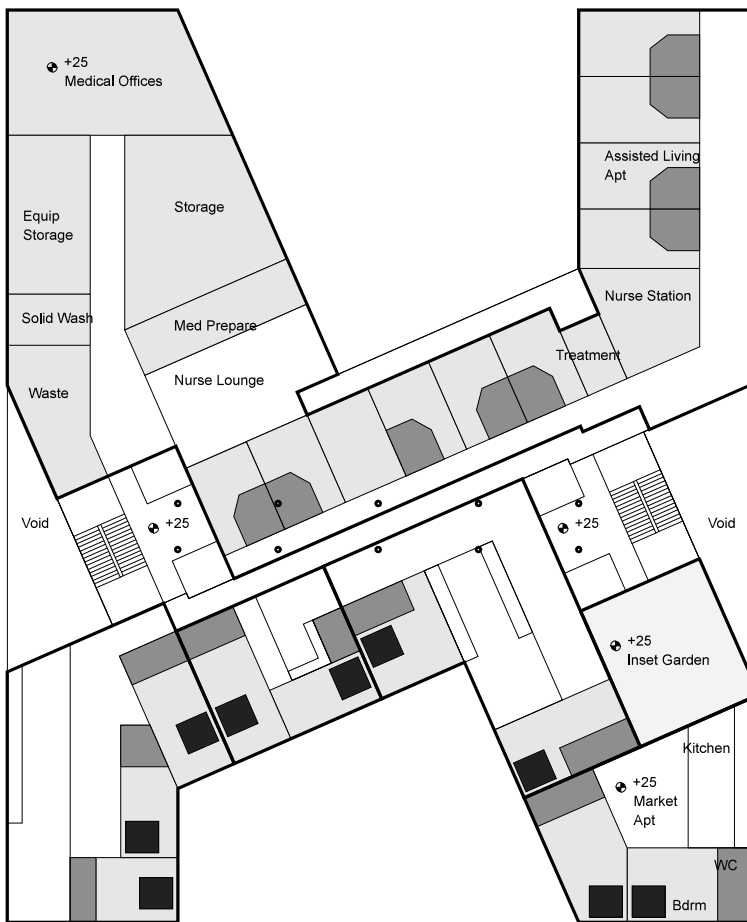 +25
Medical Offices
Assisted Living
Apt
Storage
Equip
Storage
Nurse Station
Solid Wash
Med Prepare
Treatment
Nurse Lounge
Waste
Void
+25
+25
Void
+25
Inset Garden
Kitchen
+25
Market
Apt
WC
Bdrm